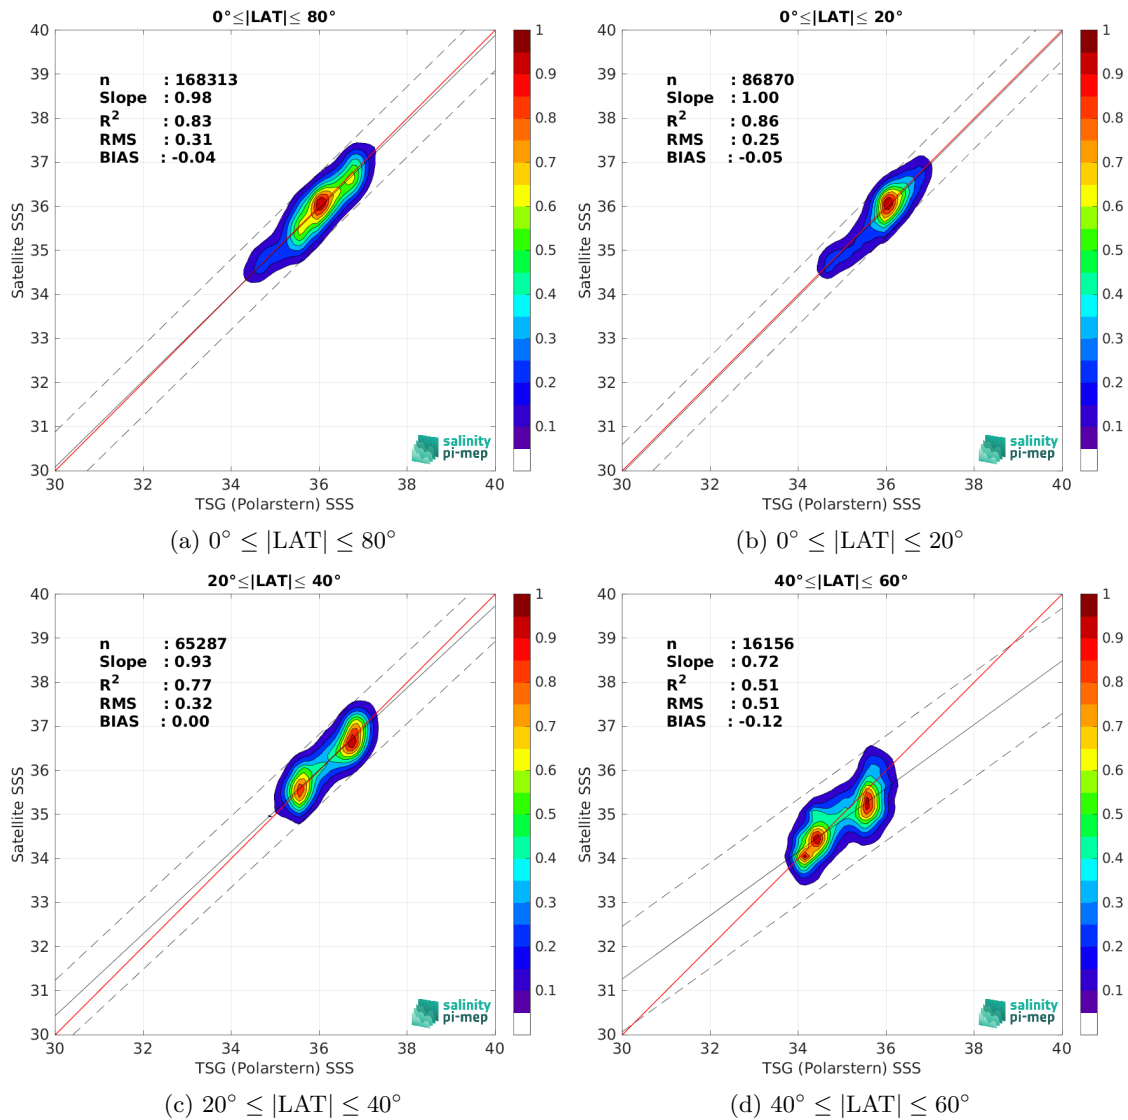 0°≤|LAT|≤ 80°
40
39
38
37
36
35
34
33
32
31
30
Satellite SSS
n : 168313
Slope : 0.98
R2 : 0.83
RMS : 0.31
BIAS : -0.04
salinity
pi-mep
30 32 34 36 38 40
TSG (Polarstern) SSS
1
0.9
0.8
0.7
0.6
0.5
0.4
0.3
0.2
0.1
(a) 0° ≤ |LAT| ≤ 80°
0°≤|LAT|≤ 20°
40
39
38
37
36
35
34
33
32
31
30
Satellite SSS
n : 86870
Slope : 1.00
R2 : 0.86
RMS : 0.25
BIAS : -0.05
salinity
pi-mep
30 32 34 36 38 40
TSG (Polarstern) SSS
1
0.9
0.8
0.7
0.6
0.5
0.4
0.3
0.2
0.1
(b) 0° ≤ |LAT| ≤ 20°
20°≤|LAT|≤ 40°
40
39
38
37
36
35
34
33
32
31
30
Satellite SSS
n : 65287
Slope : 0.93
R2 : 0.77
RMS : 0.32
BIAS : 0.00
salinity
pi-mep
30 32 34 36 38 40
TSG (Polarstern) SSS
1
0.9
0.8
0.7
0.6
0.5
0.4
0.3
0.2
0.1
(c) 20° ≤ |LAT| ≤ 40°
40°≤|LAT|≤ 60°
40
39
38
37
36
35
34
33
32
31
30
Satellite SSS
n : 16156
Slope : 0.72
R2 : 0.51
RMS : 0.51
BIAS : -0.12
salinity
pi-mep
30 32 34 36 38 40
TSG (Polarstern) SSS
1
0.9
0.8
0.7
0.6
0.5
0.4
0.3
0.2
0.1
(d) 40° ≤ |LAT| ≤ 60°